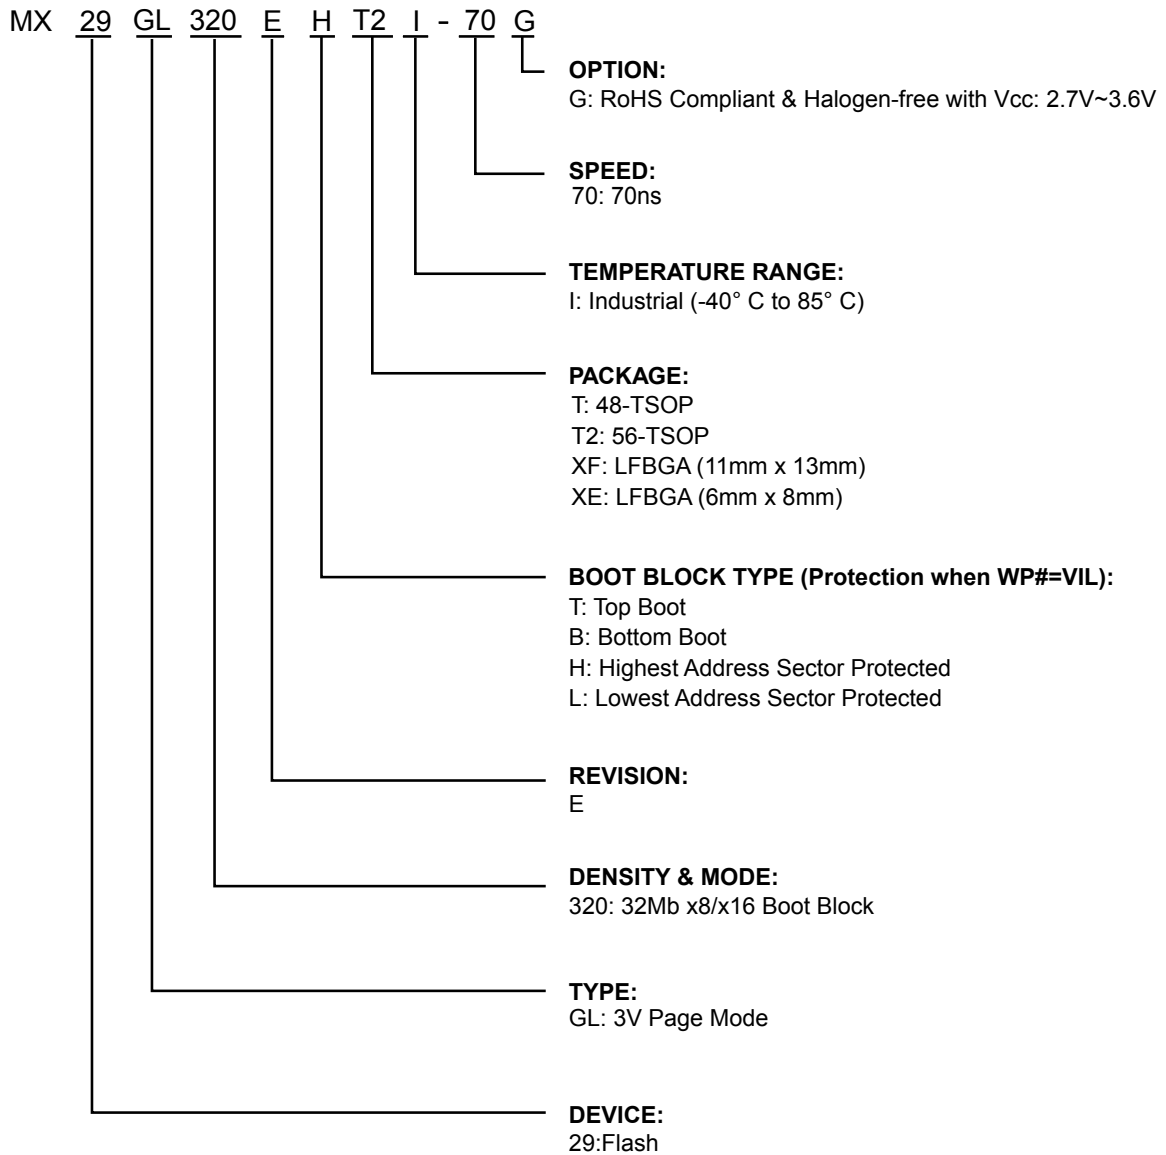 MX 29 GL 320 E H T2 I - 70 G
OPTION:
G: RoHS Compliant & Halogen-free with Vcc: 2.7V~3.6V
SPEED:
70: 70ns
TEMPERATURE RANGE:
I: Industrial (-40° C to 85° C)
PACKAGE:
T: 48-TSOP
T2: 56-TSOP
XF: LFBGA (11mm x 13mm)
XE: LFBGA (6mm x 8mm)
BOOT BLOCK TYPE (Protection when WP#=VIL):
T: Top Boot
B: Bottom Boot
H: Highest Address Sector Protected
L: Lowest Address Sector Protected
REVISION:
E
DENSITY & MODE:
320: 32Mb x8/x16 Boot Block
TYPE:
GL: 3V Page Mode
DEVICE:
29:Flash